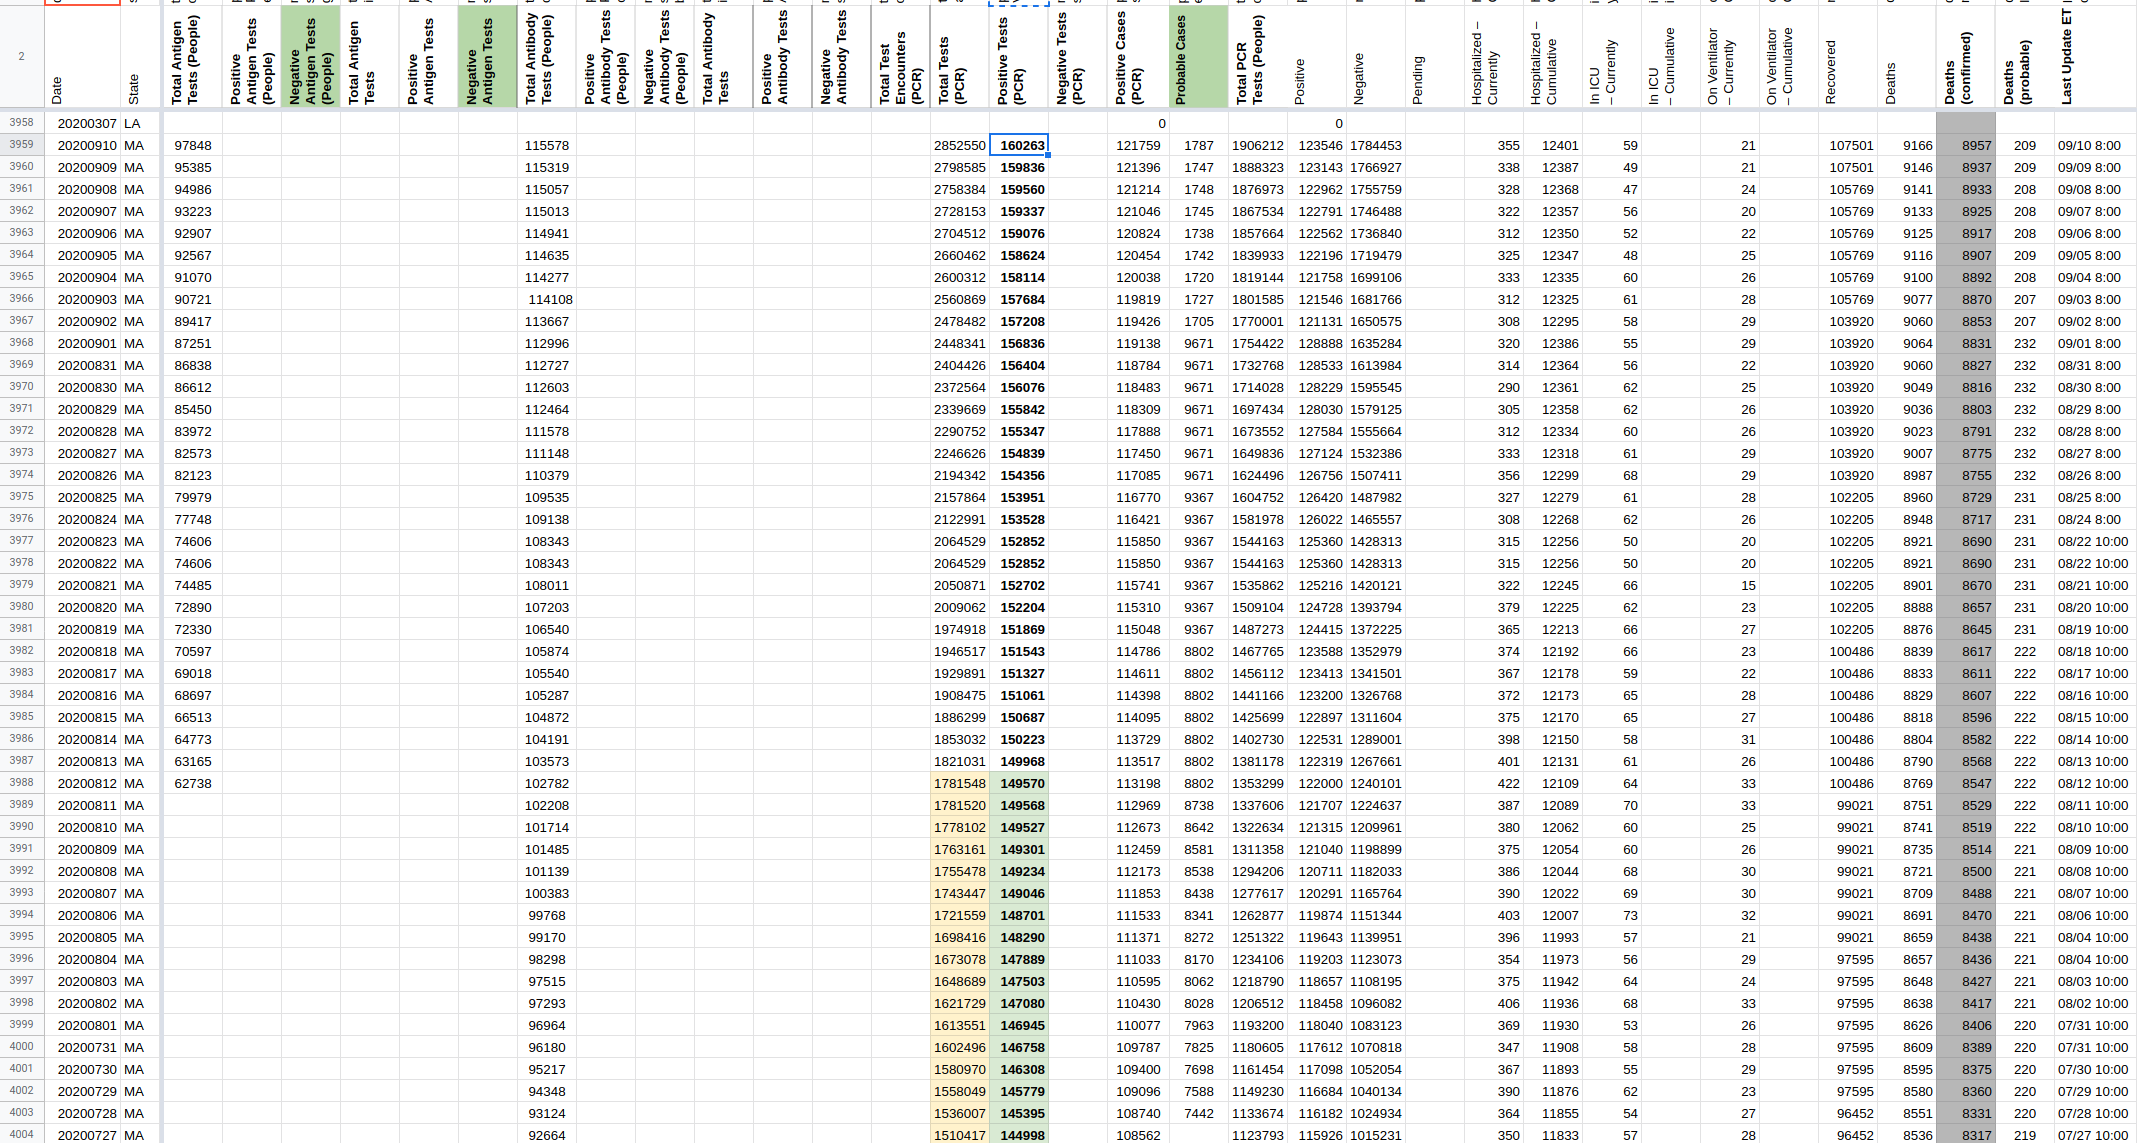 2 Date State Total Antigen Tests (People) Positive Antigen Tests (People) Negative Antigen Tests (People) Total Antigen Tests Positive Antigen Tests Negative Antigen Tests Total Antibody Tests (People) Positive Antibody Tests (People) Negative Antibody Tests (People) Total Antibody Tests Positive Antibody Tests Negative Antibody Tests Total Test Encounters (PCR) Total Tests (PCR) Positive Tests (PCR) Negative Tests (PCR) Positive Cases (PCR) Probable Cases Total PCR Tests (People) Positive Negative Pending Hospitalized – Currently Hospitalized – Cumulative In ICU – Currently In ICU – Cumulative On Ventilator – Currently On Ventilator – Cumulative Recovered Deaths Deaths (confirmed) Deaths (probable) Last Update ET
3958 20200307 LA 0 0
3959 20200910 MA 97848 115578 2852550 160263 121759 1787 1906212 123546 1784453 355 12401 59 21 107501 9166 8957 209 09/10 8:00
3960 20200909 MA 95385 115319 2798585 159836 121396 1747 1888323 123143 1766927 338 12387 49 21 107501 9146 8937 209 09/09 8:00
3961 20200908 MA 94986 115057 2758384 159560 121214 1748 1876973 122962 1755759 328 12368 47 24 105769 9141 8933 208 09/08 8:00
3962 20200907 MA 93223 115013 2728153 159337 121046 1745 1867534 122791 1746488 322 12357 56 20 105769 9133 8925 208 09/07 8:00
3963 20200906 MA 92907 114941 2704512 159076 120824 1738 1857664 122562 1736840 312 12350 52 22 105769 9125 8917 208 09/06 8:00
3964 20200905 MA 92567 114635 2660462 158624 120454 1742 1839933 122196 1719479 325 12347 48 25 105769 9116 8907 209 09/05 8:00
3965 20200904 MA 91070 114277 2600312 158114 120038 1720 1819144 121758 1699106 333 12335 60 26 105769 9100 8892 208 09/04 8:00
3966 20200903 MA 90721 114108 2560869 157684 119819 1727 1801585 121546 1681766 312 12325 61 28 105769 9077 8870 207 09/03 8:00
3967 20200902 MA 89417 113667 2478482 157208 119426 1705 1770001 121131 1650575 308 12295 58 29 103920 9060 8853 207 09/02 8:00
3968 20200901 MA 87251 112996 2448341 156836 119138 9671 1754422 128888 1635284 320 12386 55 29 103920 9064 8831 232 09/01 8:00
3969 20200831 MA 86838 112727 2404426 156404 118784 9671 1732768 128533 1613984 314 12364 56 22 103920 9060 8827 232 08/31 8:00
3970 20200830 MA 86612 112603 2372564 156076 118483 9671 1714028 128229 1595545 290 12361 62 25 103920 9049 8816 232 08/30 8:00
3971 20200829 MA 85450 112464 2339669 155842 118309 9671 1697434 128030 1579125 305 12358 62 26 103920 9036 8803 232 08/29 8:00
3972 20200828 MA 83972 111578 2290752 155347 117888 9671 1673552 127584 1555664 312 12334 60 26 103920 9023 8791 232 08/28 8:00
3973 20200827 MA 82573 111148 2246626 154839 117450 9671 1649836 127124 1532386 333 12318 61 29 103920 9007 8775 232 08/27 8:00
3974 20200826 MA 82123 110379 2194342 154356 117085 9671 1624496 126756 1507411 356 12299 68 29 103920 8987 8755 232 08/26 8:00
3975 20200825 MA 79979 109535 2157864 153951 116770 9367 1604752 126420 1487982 327 12279 61 28 102205 8960 8729 231 08/25 8:00
3976 20200824 MA 77748 109138 2122991 153528 116421 9367 1581978 126022 1465557 308 12268 62 26 102205 8948 8717 231 08/24 8:00
3977 20200823 MA 74606 108343 2064529 152852 115850 9367 1544163 125360 1428313 315 12256 50 20 102205 8921 8690 231 08/22 10:00
3978 20200822 MA 74606 108343 2064529 152852 115850 9367 1544163 125360 1428313 315 12256 50 20 102205 8921 8690 231 08/22 10:00
3979 20200821 MA 74485 108011 2050871 152702 115741 9367 1535862 125216 1420121 322 12245 66 15 102205 8901 8670 231 08/21 10:00
3980 20200820 MA 72890 107203 2009062 152204 115310 9367 1509104 124728 1393794 379 12225 62 23 102205 8888 8657 231 08/20 10:00
3981 20200819 MA 72330 106540 1974918 151869 115048 9367 1487273 124415 1372225 365 12213 66 27 102205 8876 8645 231 08/19 10:00
3982 20200818 MA 70597 105874 1946517 151543 114786 8802 1467765 123588 1352979 374 12192 66 23 100486 8839 8617 222 08/18 10:00
3983 20200817 MA 69018 105540 1929891 151327 114611 8802 1456112 123413 1341501 367 12178 59 22 100486 8833 8611 222 08/17 10:00
3984 20200816 MA 68697 105287 1908475 151061 114398 8802 1441166 123200 1326768 372 12173 65 28 100486 8829 8607 222 08/16 10:00
3985 20200815 MA 66513 104872 1886299 150687 114095 8802 1425699 122897 1311604 375 12170 65 27 100486 8818 8596 222 08/15 10:00
3986 20200814 MA 64773 104191 1853032 150223 113729 8802 1402730 122531 1289001 398 12150 58 31 100486 8804 8582 222 08/14 10:00
3987 20200813 MA 63165 103573 1821031 149968 113517 8802 1381178 122319 1267661 401 12131 61 26 100486 8790 8568 222 08/13 10:00
3988 20200812 MA 62738 102782 1781548 149570 113198 8802 1353299 122000 1240101 422 12109 64 33 100486 8769 8547 222 08/12 10:00
3989 20200811 MA 102208 1781520 149568 112969 8738 1337606 121707 1224637 387 12089 70 33 99021 8751 8529 222 08/11 10:00
3990 20200810 MA 101714 1778102 149527 112673 8642 1322634 121315 1209961 380 12062 60 25 99021 8741 8519 222 08/10 10:00
3991 20200809 MA 101485 1763161 149301 112459 8581 1311358 121040 1198899 375 12054 60 26 99021 8735 8514 221 08/09 10:00
3992 20200808 MA 101139 1755478 149234 112173 8538 1294206 120711 1182033 386 12044 68 30 99021 8721 8500 221 08/08 10:00
3993 20200807 MA 100383 1743447 149046 111853 8438 1277617 120291 1165764 390 12022 69 30 99021 8709 8488 221 08/07 10:00
3994 20200806 MA 99768 1721559 148701 111533 8341 1262877 119874 1151344 403 12007 73 32 99021 8691 8470 221 08/06 10:00
3995 20200805 MA 99170 1698416 148290 111371 8272 1251322 119643 1139951 396 11993 57 21 99021 8659 8438 221 08/04 10:00
3996 20200804 MA 98298 1673078 147889 111033 8170 1234106 119203 1123073 354 11973 56 29 97595 8657 8436 221 08/04 10:00
3997 20200803 MA 97515 1648689 147503 110595 8062 1218790 118657 1108195 375 11942 64 24 97595 8648 8427 221 08/03 10:00
3998 20200802 MA 97293 1621729 147080 110430 8028 1206512 118458 1096082 406 11936 68 33 97595 8638 8417 221 08/02 10:00
3999 20200801 MA 96964 1613551 146945 110077 7963 1193200 118040 1083123 369 11930 53 26 97595 8626 8406 220 07/31 10:00
4000 20200731 MA 96180 1602496 146758 109787 7825 1180605 117612 1070818 347 11908 58 28 97595 8609 8389 220 07/31 10:00
4001 20200730 MA 95217 1580970 146308 109400 7698 1161454 117098 1052054 367 11893 55 29 97595 8595 8375 220 07/30 10:00
4002 20200729 MA 94348 1558049 145779 109096 7588 1149230 116684 1040134 390 11876 62 23 97595 8580 8360 220 07/29 10:00
4003 20200728 MA 93124 1536007 145395 108740 7442 1133674 116182 1024934 364 11855 54 27 96452 8551 8331 220 07/28 10:00
4004 20200727 MA 92664 1510417 144998 108562 1123793 115926 1015231 350 11833 57 28 96452 8536 8317 219 07/27 10:00